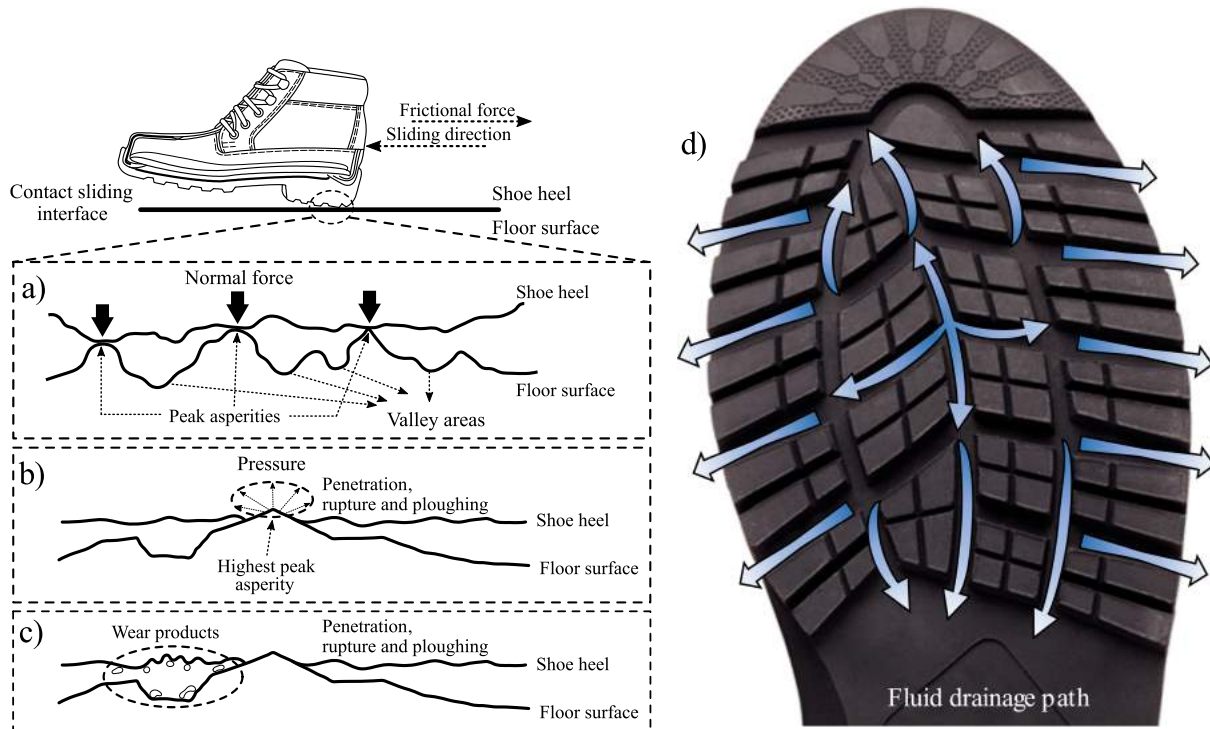 Frictional force
Sliding direction
Contact sliding
interface
Shoe heel
Floor surface
a)
Normal force
Shoe heel
Floor surface
Peak asperities
Valley areas
b)
Pressure
Penetration,
rupture and ploughing
Shoe heel
Highest peak
asperity
Floor surface
c)
Wear products
Penetration,
rupture and ploughing
Shoe heel
Floor surface
d)
Fluid drainage path